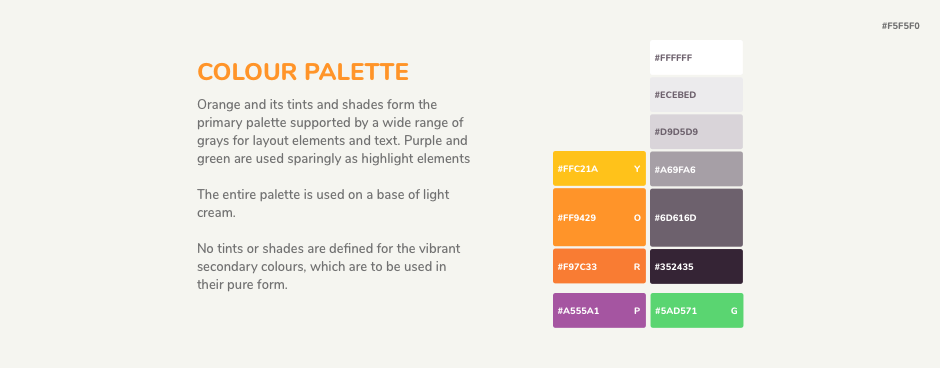 #F5F5F0
COLOUR PALETTE
Orange and its tints and shades form the
primary palette supported by a wide range of
grays for layout elements and text. Purple and
green are used sparingly as highlight elements
The entire palette is used on a base of light
cream.
No tints or shades are defined for the vibrant
secondary colours, which are to be used in
their pure form.
#FFFFFF
#ECEBED
#D9D5D9
#FFC21A Y #A69FA6
#FF9429 O #6D616D
#F97C33 R #352435
#A555A1 P #5AD571 G